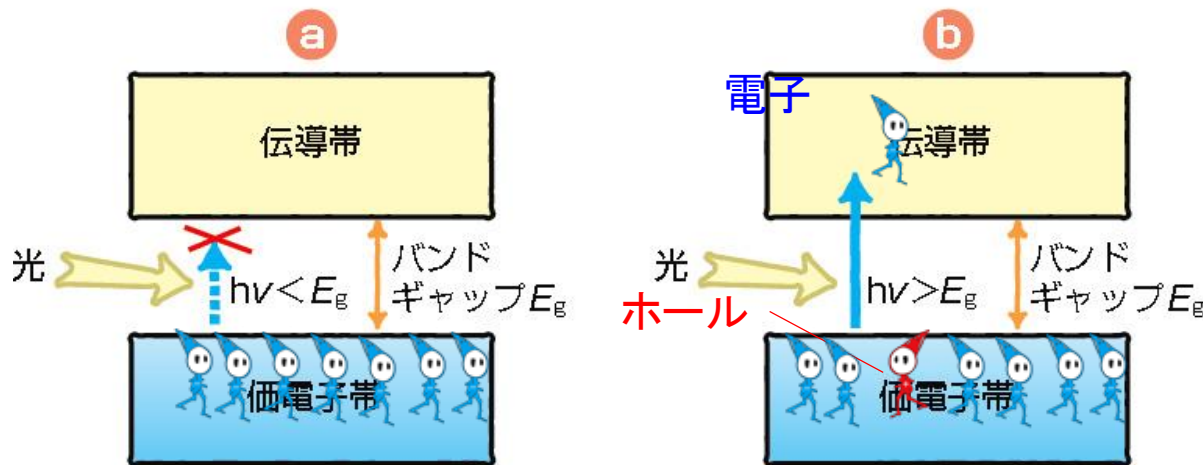 a
伝導帯
光
hν＜Eg
バンド
ギャップEg
価電子帯
b
電子
伝導帯
光
hν＞Eg
バンド
ギャップEg
ホール
価電子帯